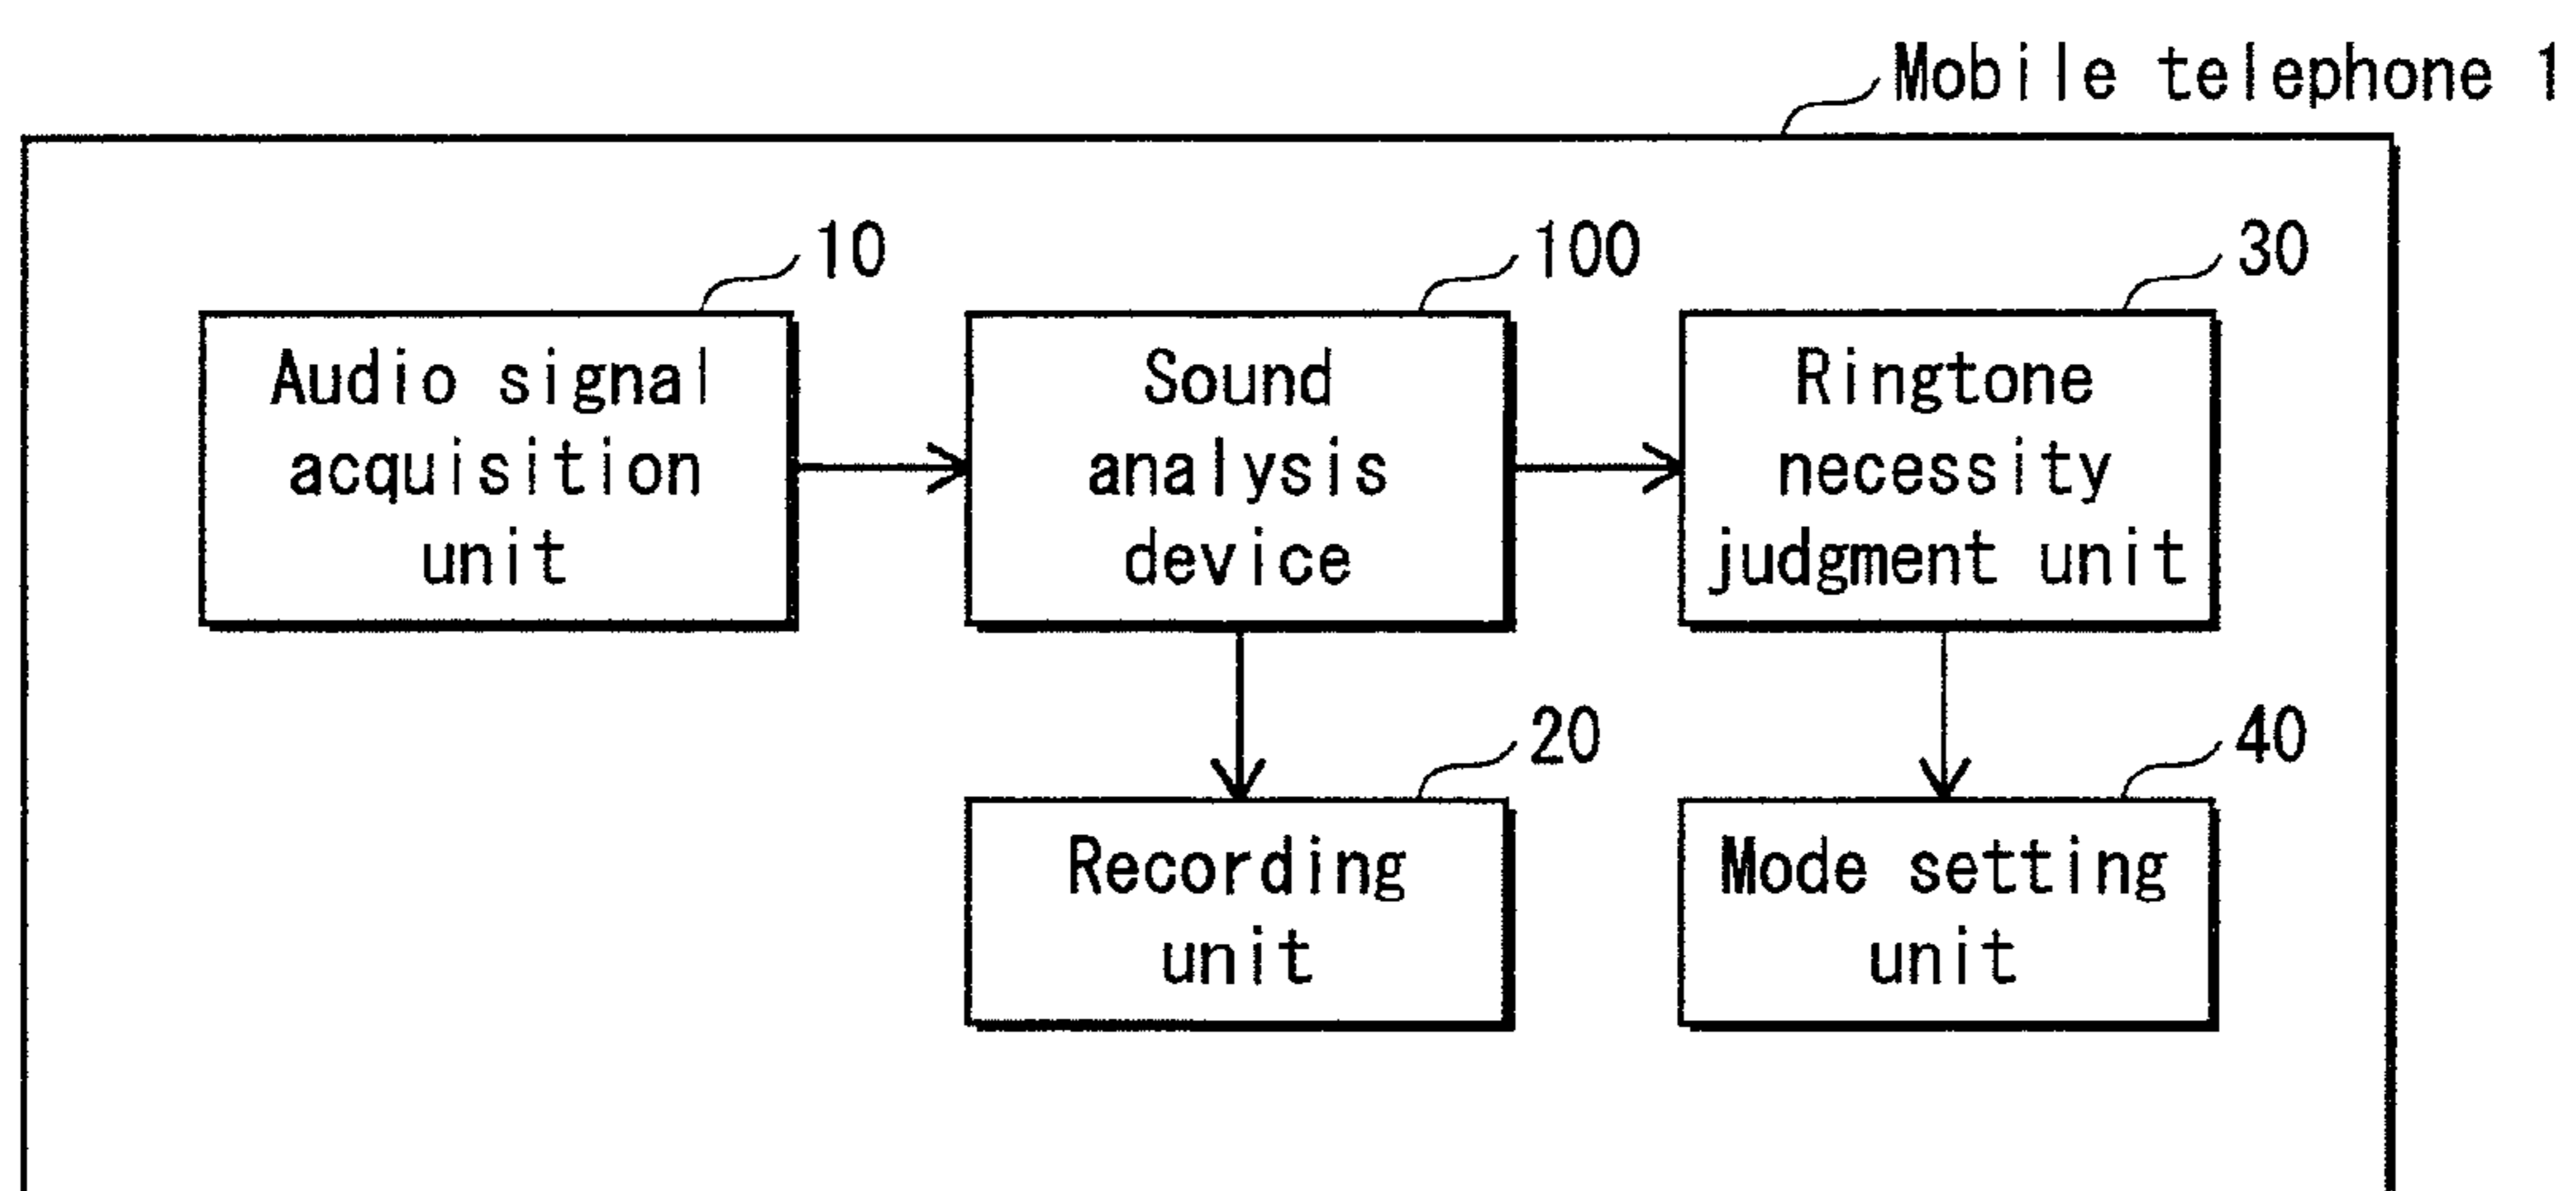 Mobile telephone 1
10
Audio signal
acquisition
unit
100
Sound
analysis
device
30
Ringtone
necessity
judgment unit
20
Recording
unit
40
Mode setting
unit